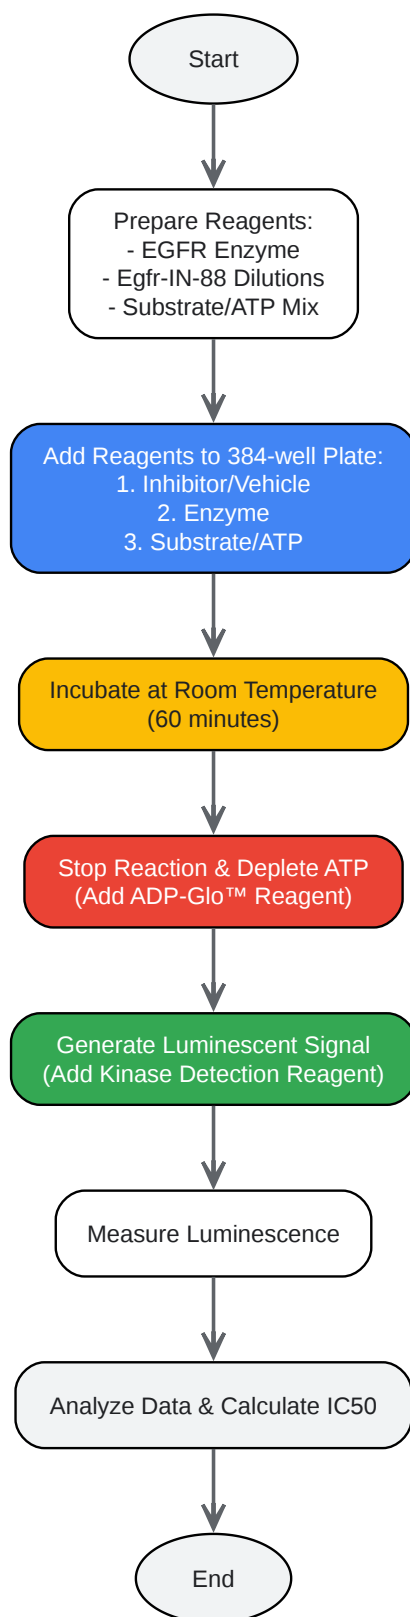 Start
Prepare Reagents:
- EGFR Enzyme
- Egfr-IN-88 Dilutions
- Substrate/ATP Mix
Add Reagents to 384-well Plate:
1. Inhibitor/Vehicle
2. Enzyme
3. Substrate/ATP
Incubate at Room Temperature
(60 minutes)
Stop Reaction & Deplete ATP
(Add ADP-Glo™ Reagent)
Generate Luminescent Signal
(Add Kinase Detection Reagent)
Measure Luminescence
Analyze Data & Calculate IC50
End